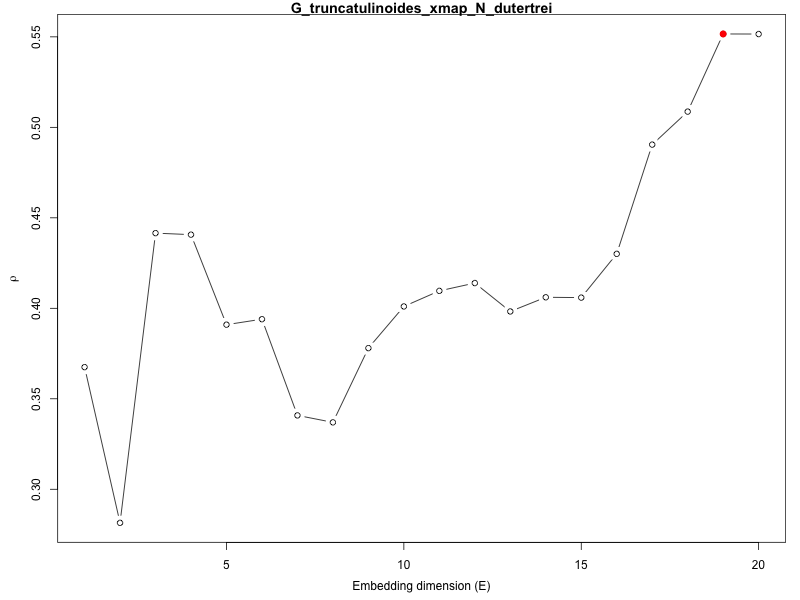 G_truncatulinoides_xmap_N_dutertrei
0.55
0.50
0.45
0.40
0.35
0.30
ρ
5 10 15 20
Embedding dimension (E)